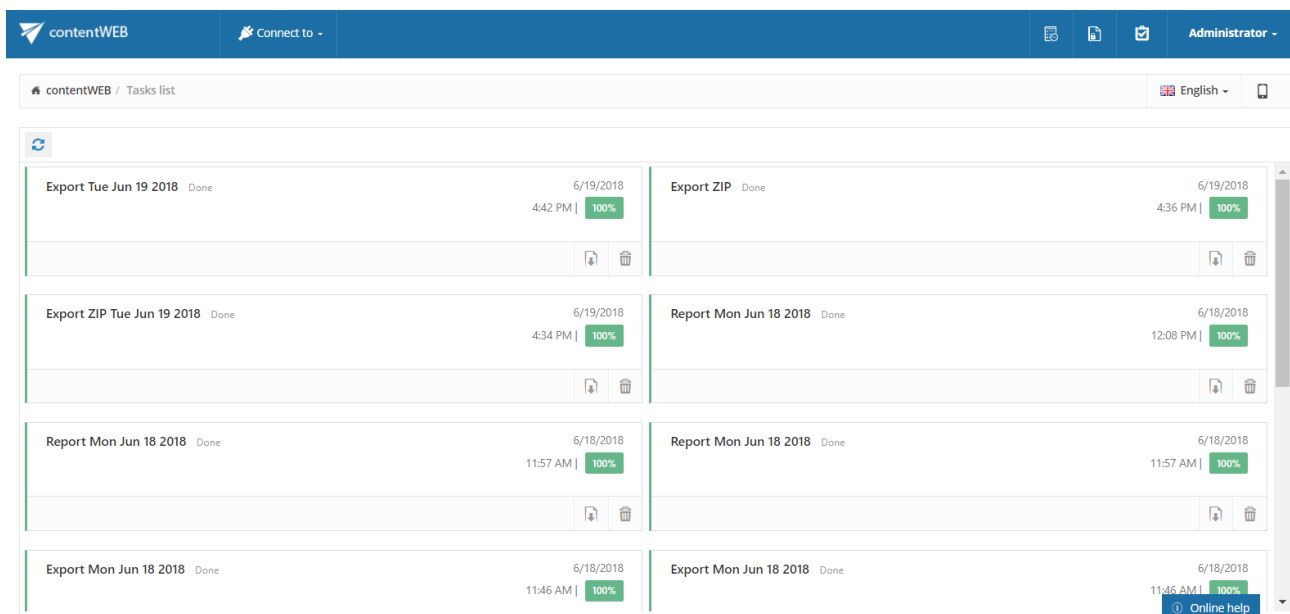 contentWEB Connect to Administrator
contentWEB / Tasks list English
Export Tue Jun 19 2018 Done 6/19/2018
4:42 PM | 100%
Export ZIP Done 6/19/2018
4:36 PM | 100%
Export ZIP Tue Jun 19 2018 Done 6/19/2018
4:34 PM | 100%
Report Mon Jun 18 2018 Done 6/18/2018
12:08 PM | 100%
Report Mon Jun 18 2018 Done 6/18/2018
11:57 AM | 100%
Report Mon Jun 18 2018 Done 6/18/2018
11:57 AM | 100%
Export Mon Jun 18 2018 Done 6/18/2018
11:46 AM | 100%
Export Mon Jun 18 2018 Done 6/18/2018
11:46 AM | 100%
Online help